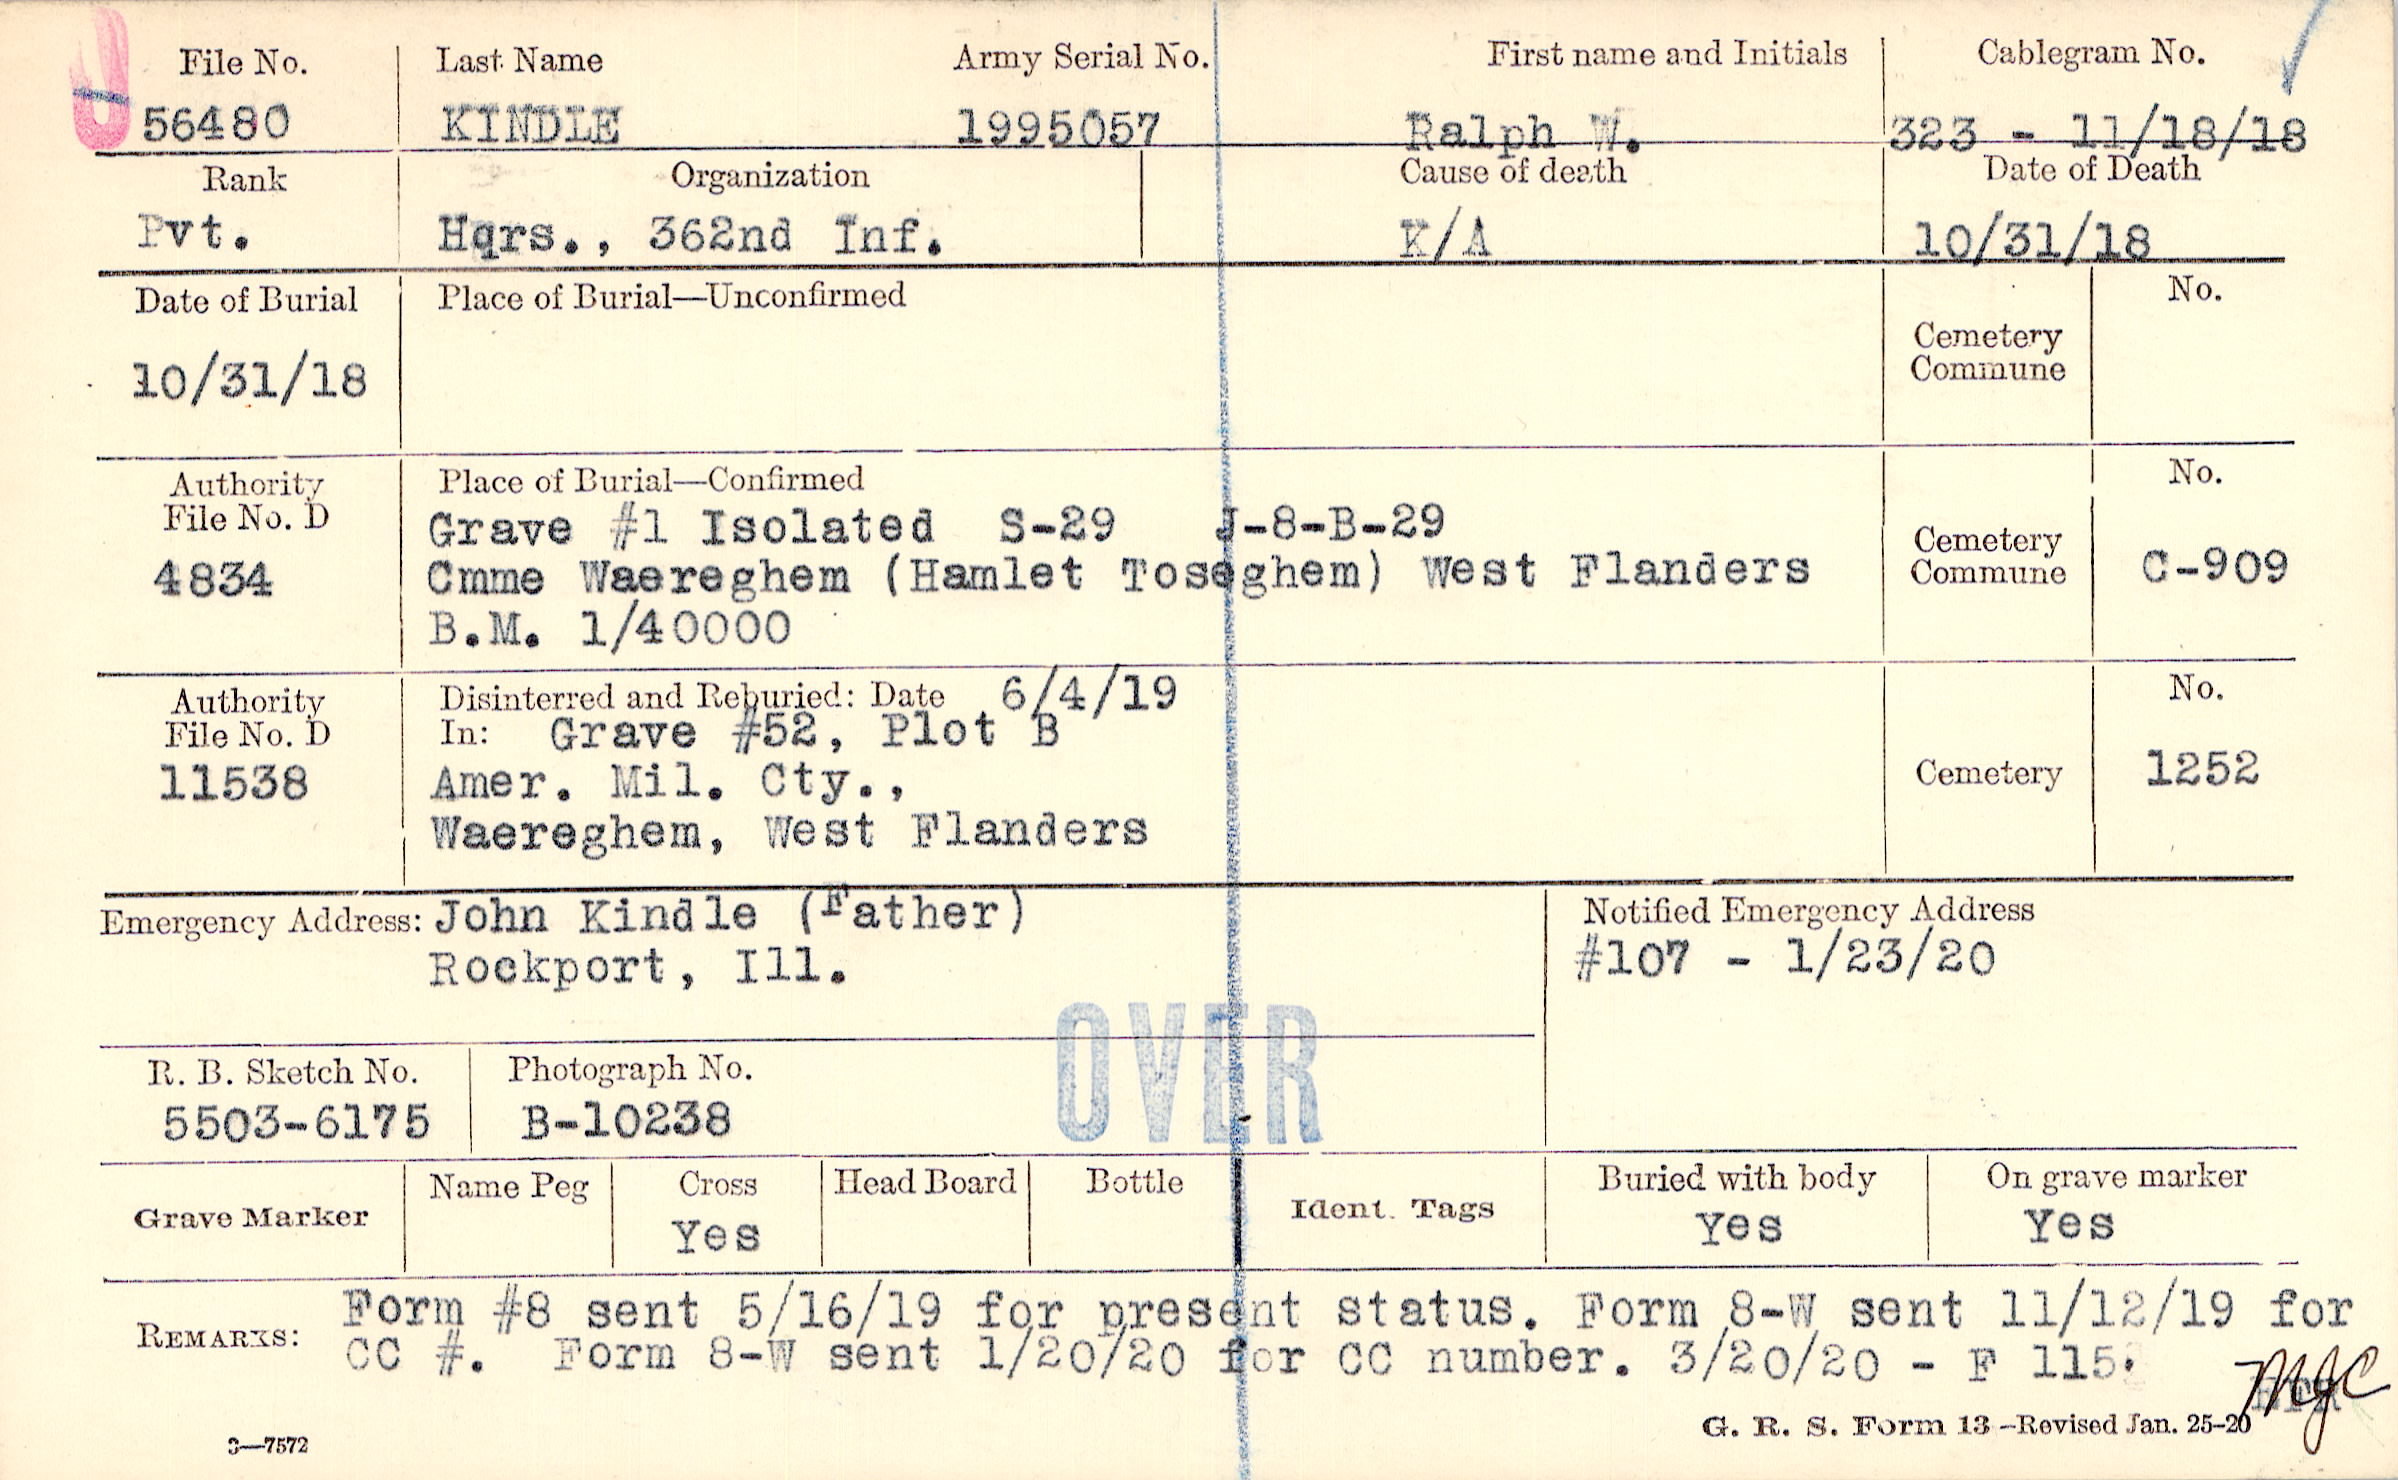 File No. Last Name Army Serial No. First name and Initials Cablegram No.
56480 KINDLE 1995057 Ralph W. 323 - 11/18/18
Rank Organization Cause of death Date of Death
Pvt. Hqrs., 362nd Inf. K/A 10/31/18
Date of Burial Place of Burial—Unconfirmed No.
Cemetery
Commune
10/31/18
Authority Place of Burial—Confirmed No.
File No. D Grave #1 Isolated S-29 J-8-B-29
Cemetery
4834 Cmme Waereghem (Hamlet Toseghem) West Flanders Commune C-909
B.M. 1/40000
Authority Disinterred and Reburied: Date 6/4/19 No.
File No. D In: Grave #52, Plot B
11538 Amer. Mil. Cty., Cemetery 1252
Waereghem, West Flanders
Emergency Address: John Kindle (Father) Notified Emergency Address
Rockport, Ill. #107 - 1/23/20
OVER
R. B. Sketch No. Photograph No.
5503-6175 B-10238
Grave Marker Name Peg Cross Head Board Bottle Ident. Tags Buried with body On grave marker
Yes Yes Yes
REMARKS: Form #8 sent 5/16/19 for present status. Form 8-W sent 11/12/19 for
CC #. Form 8-W sent 1/20/20 for CC number. 3/20/20 - F 115.
MJC
3—7572 G. R. S. Form 13—Revised Jan. 25-20